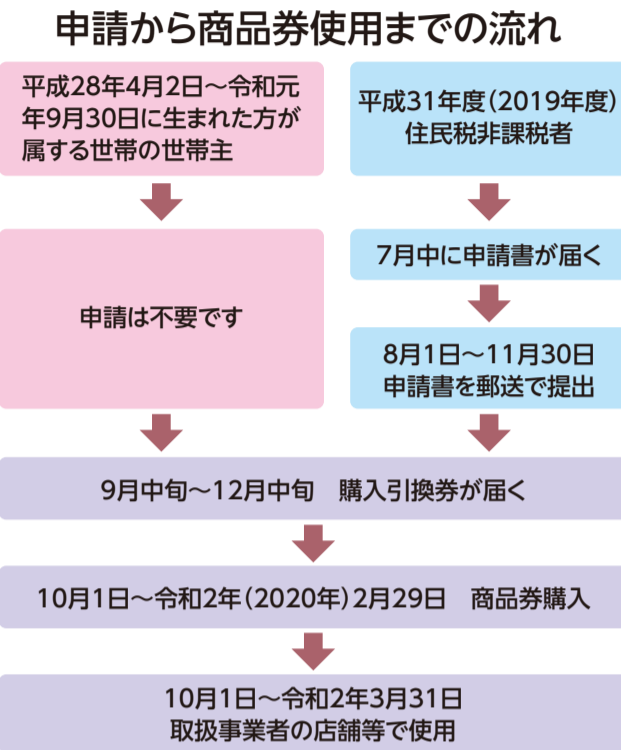 申請から商品券使用までの流れ
平成28年4月2日～令和元
年9月30日に生まれた方が
属する世帯の世帯主
申請は不要です
平成31年度（2019年度）
住民税非課税者
7月中に申請書が届く
8月1日～11月30日
申請書を郵送で提出
9月中旬～12月中旬　購入引換券が届く
10月1日～令和2年（2020年）2月29日　商品券購入
10月1日～令和2年3月31日
取扱事業者の店舗等で使用